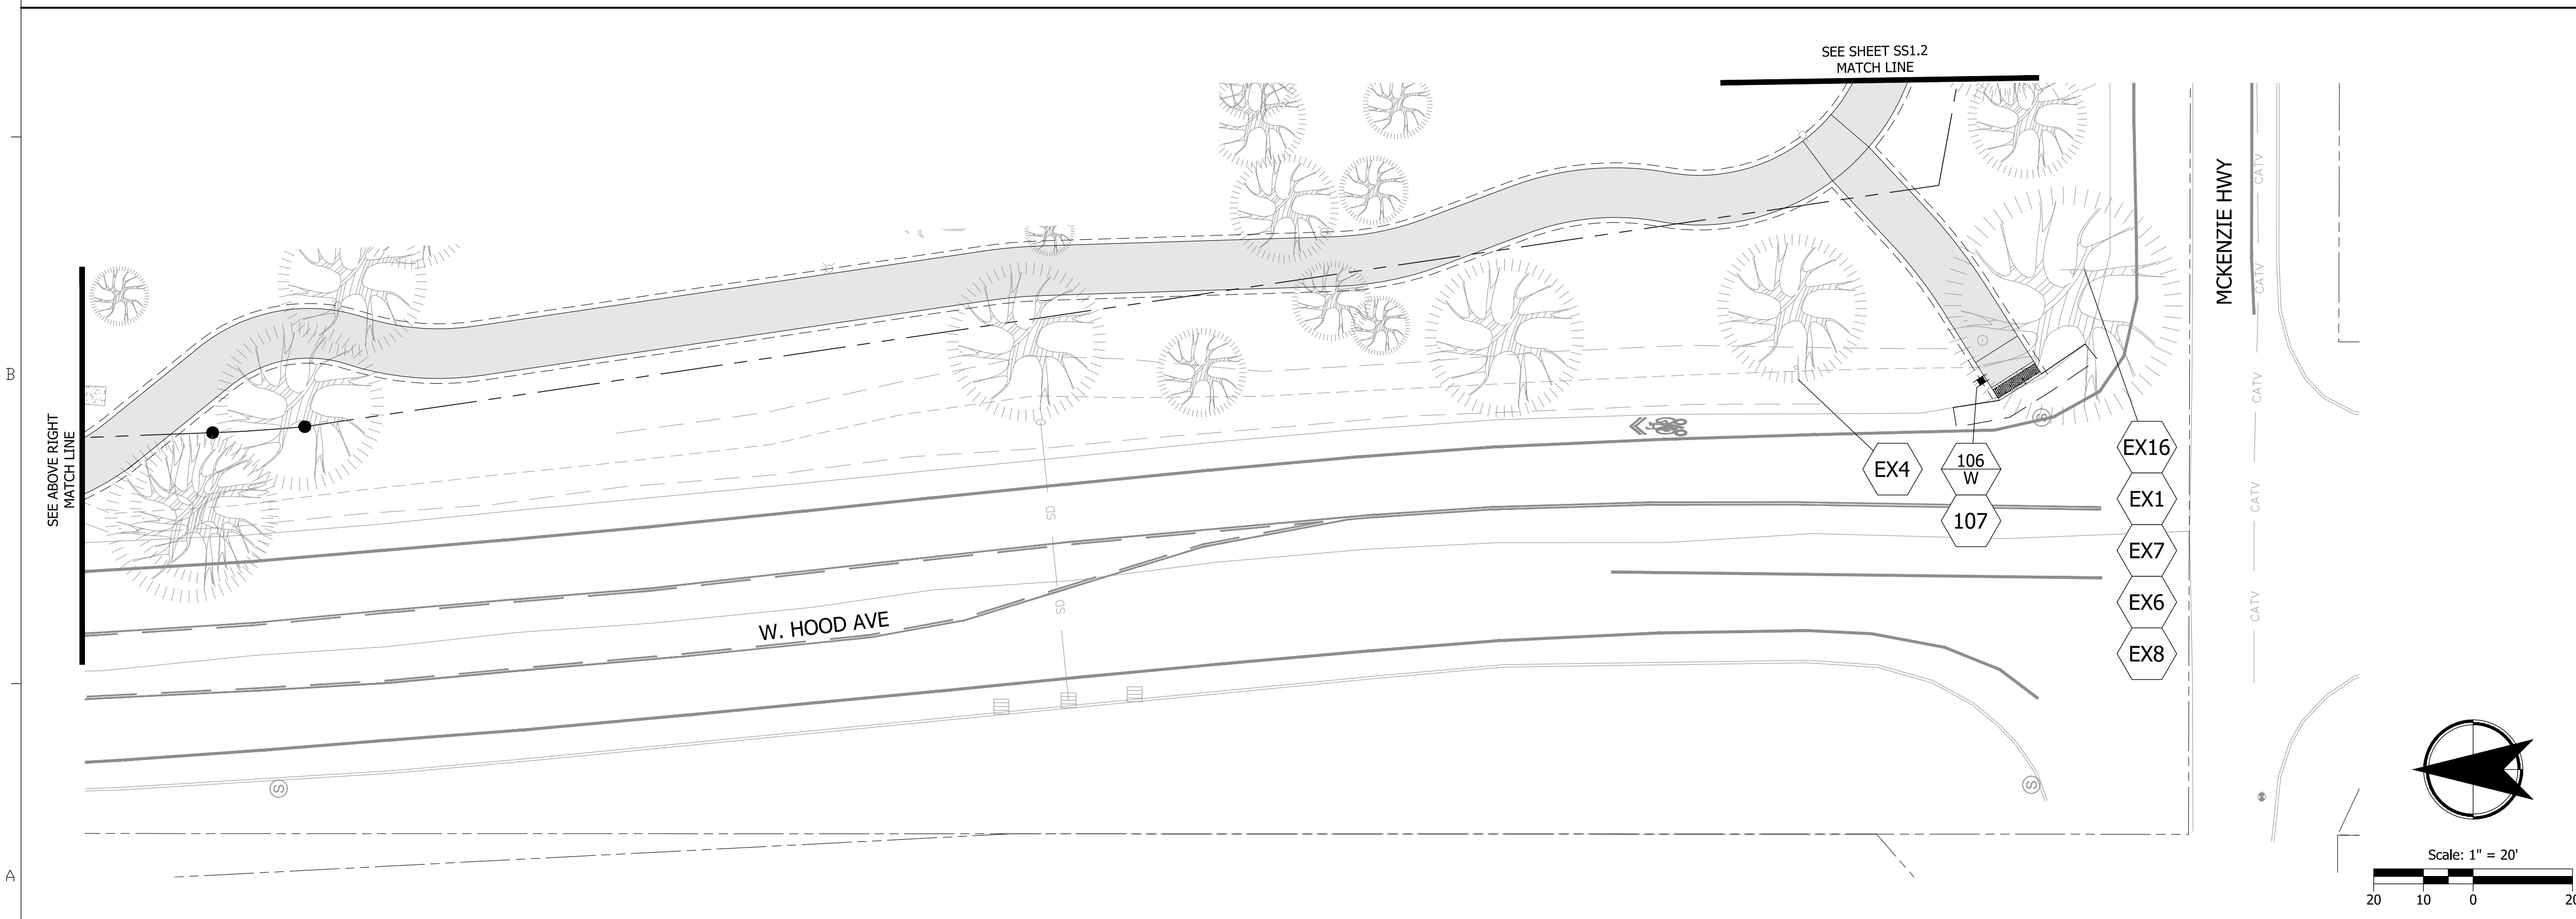 SEE SHEET SS1.2
MATCH LINE
MCKENZIE HWY
CATV
CATV
CATV
CATV
CATV
B
SEE ABOVE RIGHT
MATCH LINE
EX4
106
W
107
EX16
EX1
EX7
EX6
EX8
S
SD
SD
W. HOOD AVE
S
S
A
Scale: 1" = 20'
20 10 0 20